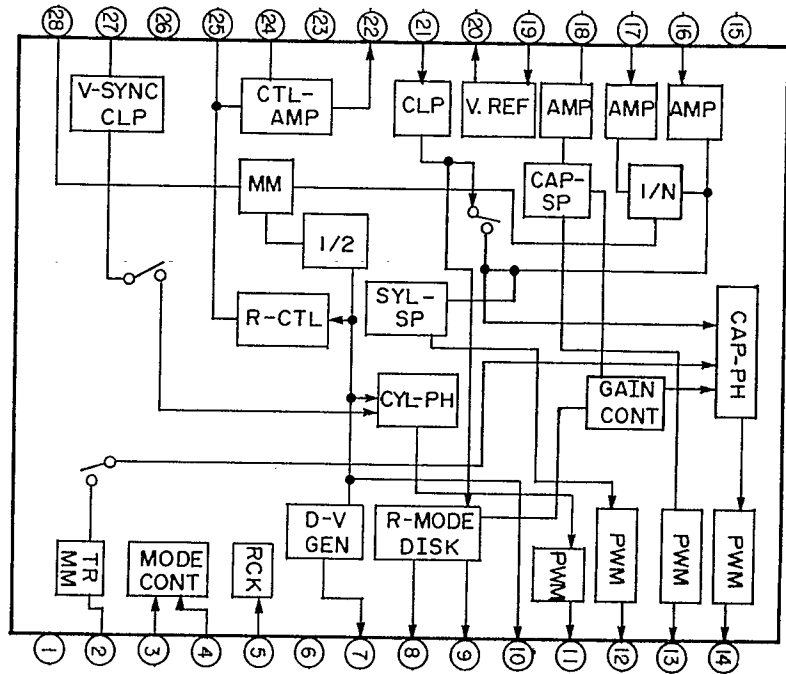 28 27 26 25 24 23 22 21 20 19 18 17 16 15
V-SYNC
CLP
CTL-
AMP
CLP
V.REF
AMP
AMP
AMP
MM
CAP-
SP
1/N
1/2
R-CTL
SYL-
SP
CAP-PH
CYL-PH
GAIN
CONT
TR
MM
MODE
CONT
RCK
D-V
GEN
R-MODE
DISK
PWM
PWM
PWM
PWM
1 2 3 4 5 6 7 8 9 10 11 12 13 14